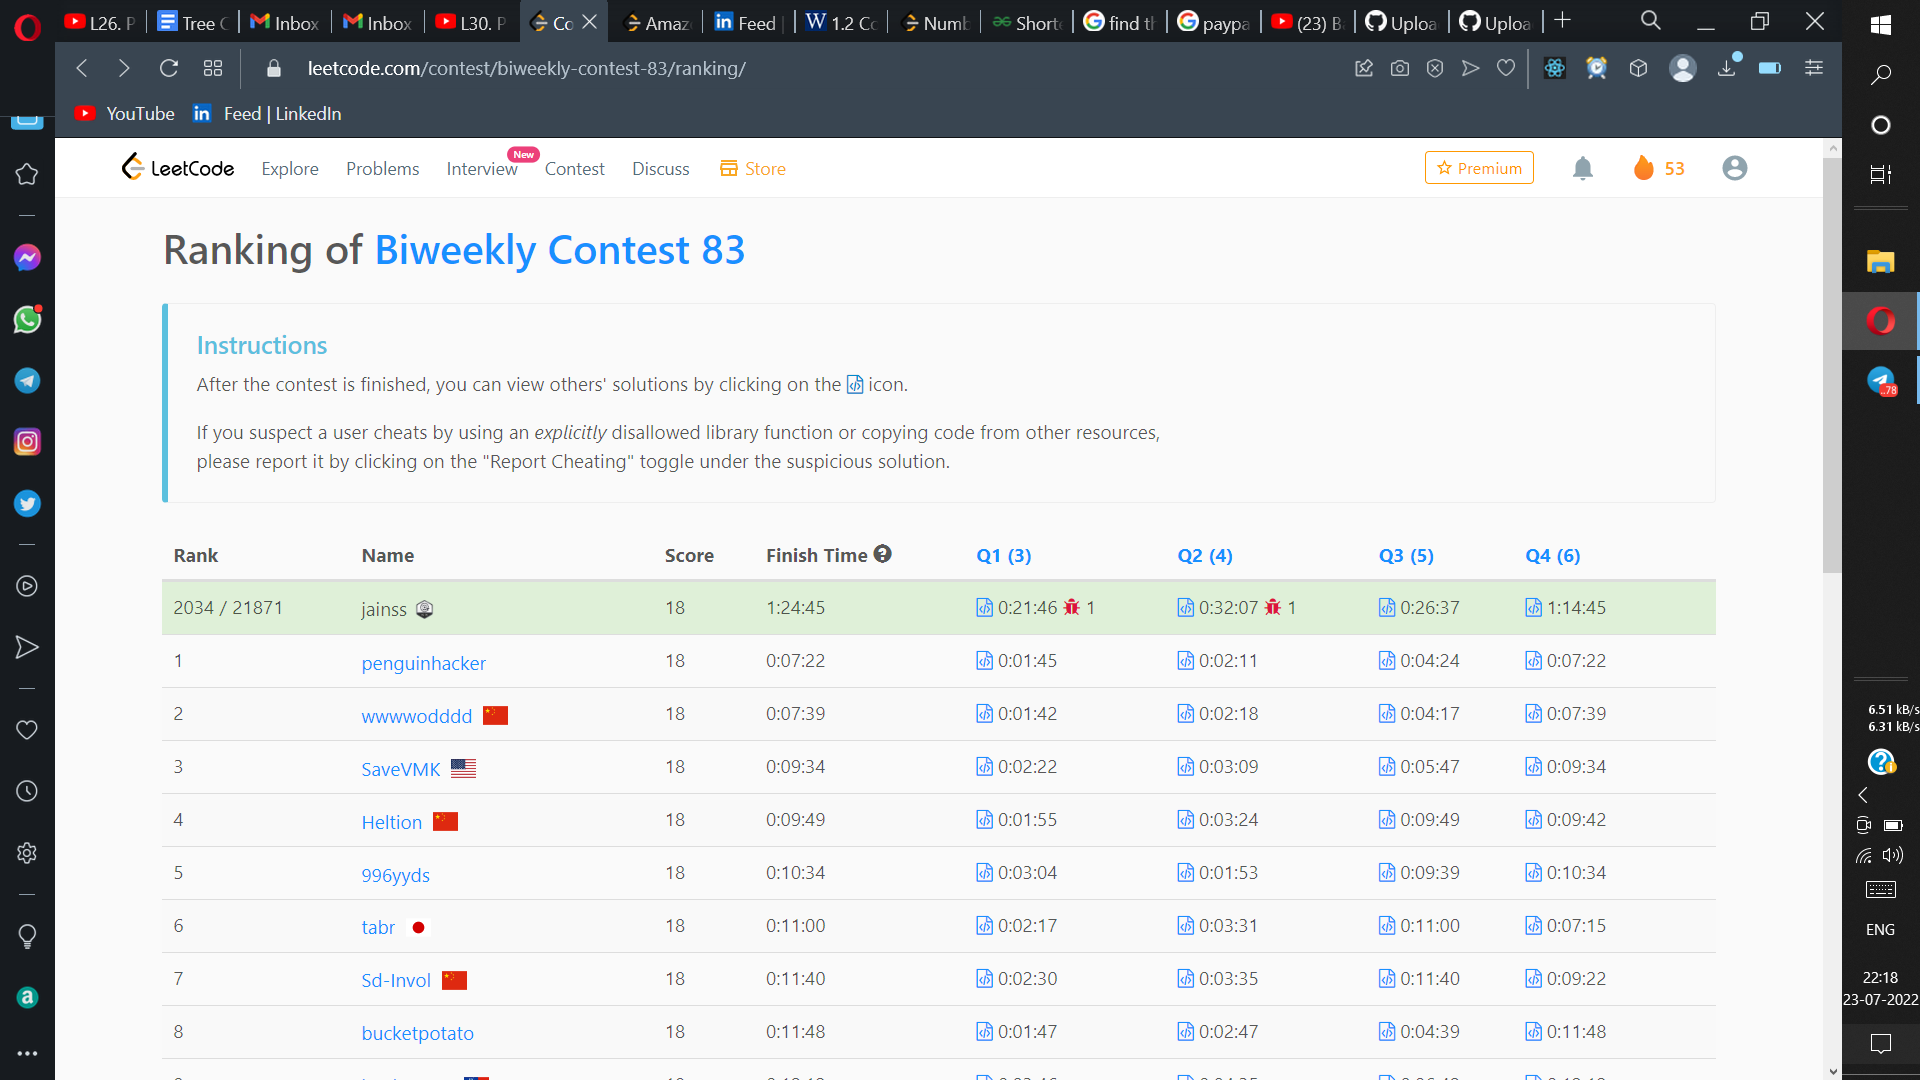 L26. P
Tree C
Inbox
Inbox
L30. P
Co
Amaz
Feed
1.2 Co
Numb
Shorte
find th
paypa
(23) B
Uploa
Uploa
leetcode.com/contest/biweekly-contest-83/ranking/
YouTube
in Feed | LinkedIn
LeetCode Explore Problems Interview New Contest Discuss Store Premium 53
Ranking of Biweekly Contest 83
Instructions
After the contest is finished, you can view others' solutions by clicking on the icon.
If you suspect a user cheats by using an explicitly disallowed library function or copying code from other resources,
please report it by clicking on the "Report Cheating" toggle under the suspicious solution.
Rank Name Score Finish Time Q1 (3) Q2 (4) Q3 (5) Q4 (6)
2034 / 21871 jainss 18 1:24:45 0:21:46 1 0:32:07 1 0:26:37 1:14:45
1 penguinhacker 18 0:07:22 0:01:45 0:02:11 0:04:24 0:07:22
2 wwwwodddd 18 0:07:39 0:01:42 0:02:18 0:04:17 0:07:39
3 SaveVMK 18 0:09:34 0:02:22 0:03:09 0:05:47 0:09:34
4 Heltion 18 0:09:49 0:01:55 0:03:24 0:09:49 0:09:42
5 996yyds 18 0:10:34 0:03:04 0:01:53 0:09:39 0:10:34
6 tabr 18 0:11:00 0:02:17 0:03:31 0:11:00 0:07:15
7 Sd-Invol 18 0:11:40 0:02:30 0:03:35 0:11:40 0:09:22
8 bucketpotato 18 0:11:48 0:01:47 0:02:47 0:04:39 0:11:48
..78
6.51 kB/s
6.31 kB/s
ENG
22:18
23-07-2022